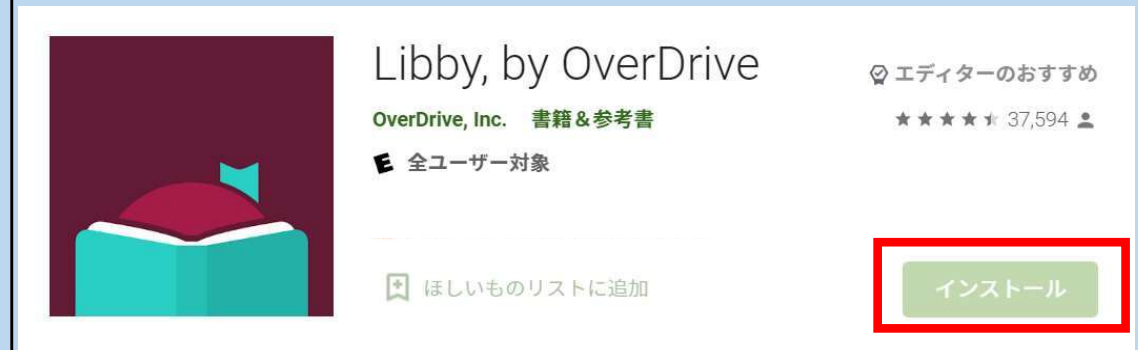 Libby, by OverDrive
エディターのおすすめ
OverDrive, Inc. 書籍＆参考書
37,594
全ユーザー対象
ほしいものリストに追加
インストール